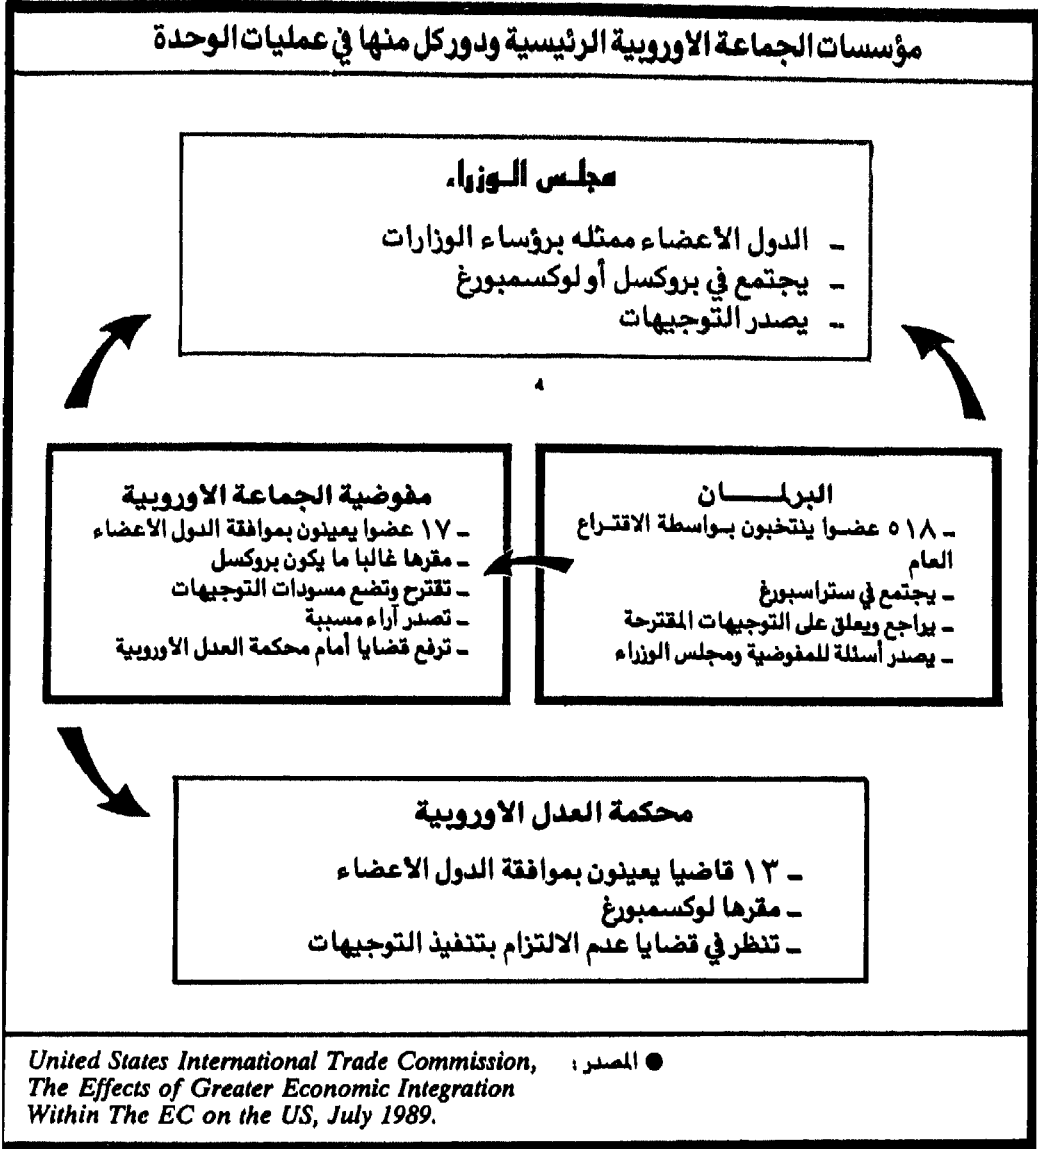 مؤسسات الجماعة الاوروبية الرئيسية ودور كل منها في عمليات الوحدة
مجلس الوزراء
ـ الدول الأعضاء ممثله برؤساء الوزارات
ـ يجتمع في بروكسل أو لوكسمبورغ
ـ يصدر التوجيهات
البرلمــــان
ـ ٥١٨ عضوا ينتخبون بواسطة الاقتراع
العام
ـ يجتمع في ستراسبورغ
ـ يراجع ويعلق على التوجيهات المقترحة
ـ يصدر أسئلة للمفوضية ومجلس الوزراء
مفوضية الجماعة الاوروبية
ـ ١٧ عضوا يعينون بموافقة الدول الأعضاء
ـ مقرها غالبا ما يكون بروكسل
ـ تقترح وتضع مسودات التوجيهات
ـ تصدر آراء مسببة
ـ ترفع قضايا أمام محكمة العدل الاوروبية
محكمة العدل الاوروبية
ـ ١٣ قاضيا يعينون بموافقة الدول الأعضاء
ـ مقرها لوكسمبورغ
ـ تنظر في قضايا عدم الالتزام بتنفيذ التوجيهات
● المصدر : United States International Trade Commission,
The Effects of Greater Economic Integration
Within The EC on the US, July 1989.